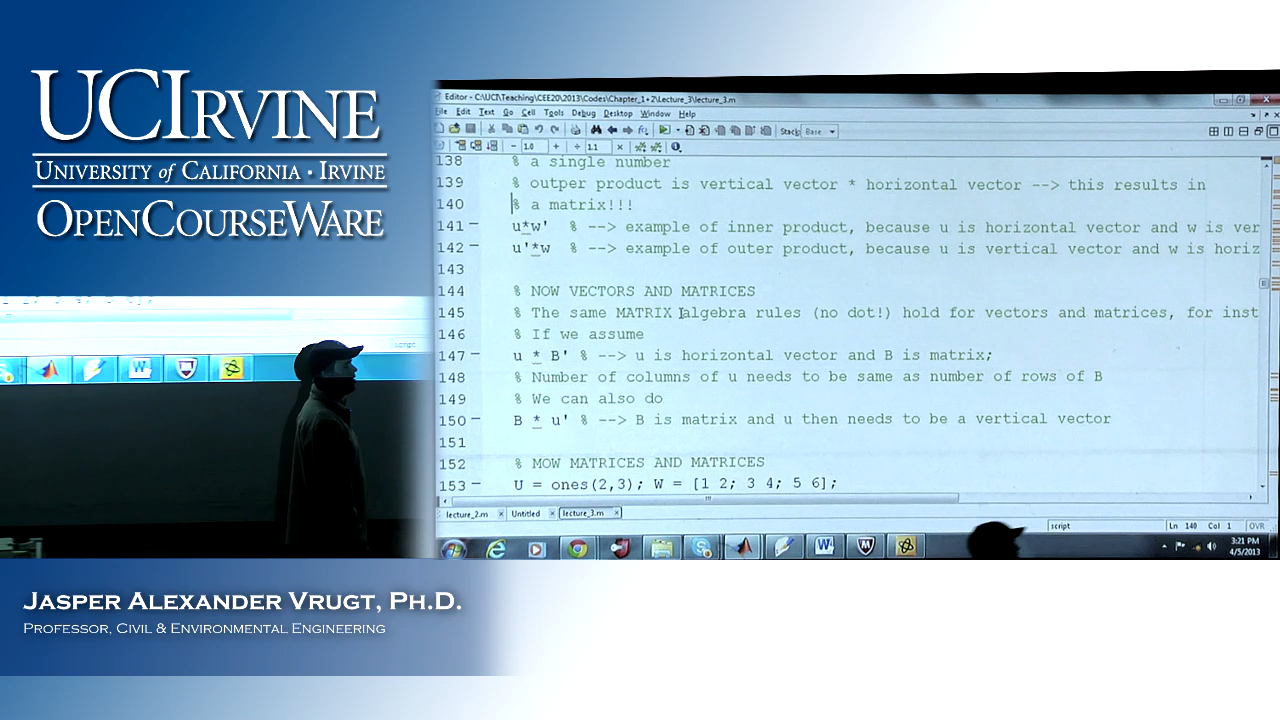 UCIRVINE
UNIVERSITY of CALIFORNIA · IRVINE
OPENCOURSEWARE
script
JASPER ALEXANDER VRUGT, PH.D.
PROFESSOR, CIVIL & ENVIRONMENTAL ENGINEERING
Editor - C:\UCI\Teaching\CEE20\2013\Codes\Chapter_1+2\Lecture_3\lecture_3.m
File Edit Text Go Cell Tools Debug Desktop Window Help
Stack: Base
- 1.0 + ÷ 1.1 ×
138 % a single number
139 % outper product is vertical vector * horizontal vector --> this results in
140 % a matrix!!!
141 - u*w' % --> example of inner product, because u is horizontal vector and w is ver
142 - u'*w % --> example of outer product, because u is vertical vector and w is horiz
143
144 % NOW VECTORS AND MATRICES
145 % The same MATRIX algebra rules (no dot!) hold for vectors and matrices, for inst
146 % If we assume
147 - u * B' % --> u is horizontal vector and B is matrix;
148 % Number of columns of u needs to be same as number of rows of B
149 % We can also do
150 - B * u' % --> B is matrix and u then needs to be a vertical vector
151
152 % MOW MATRICES AND MATRICES
153 - U = ones(2,3); W = [1 2; 3 4; 5 6];
lecture_2.m × Untitled × lecture_3.m ×
script Ln 140 Col 1 OVR
3:21 PM
4/5/2013